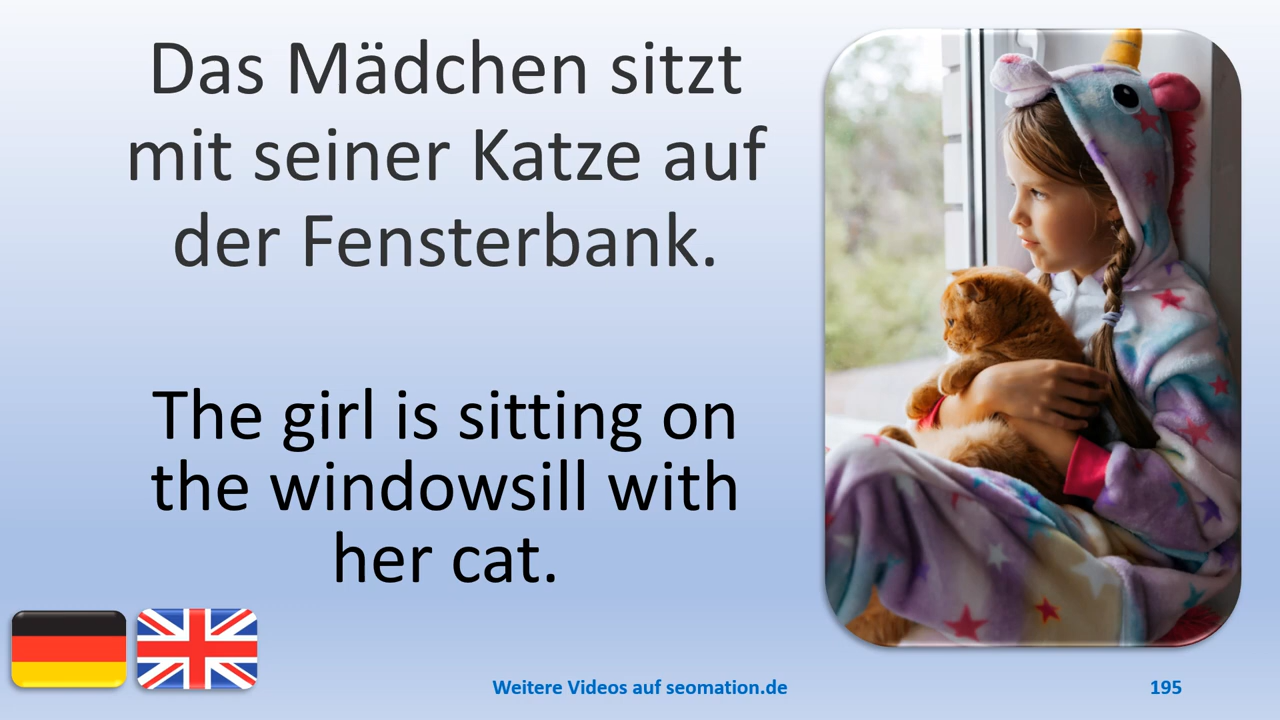 Das Mädchen sitzt
mit seiner Katze auf
der Fensterbank.
The girl is sitting on
the windowsill with
her cat.
Weitere Videos auf seomation.de
195